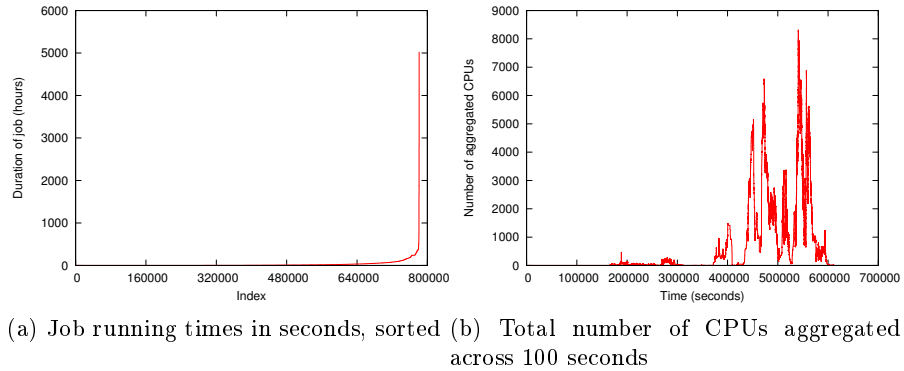 6000
5000
4000
3000
2000
1000
0
Duration of job (hours)
0 160000 320000 480000 640000 800000
Index
9000
8000
7000
6000
5000
4000
3000
2000
1000
0
Number of aggregated CPUs
0 100000 200000 300000 400000 500000 600000 700000
Time (seconds)
(a) Job running times in seconds, sorted
(b) Total number of CPUs aggregated
across 100 seconds